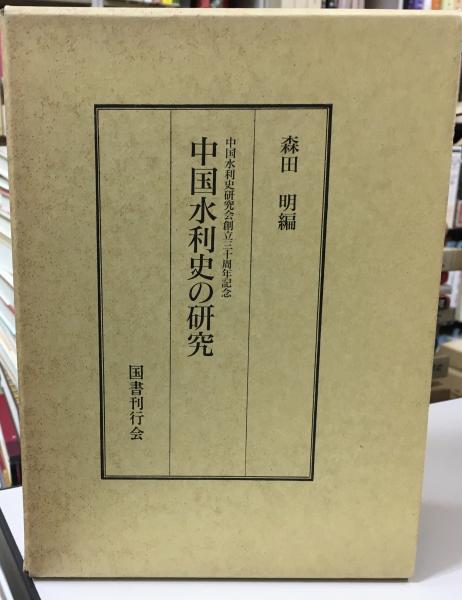 森田 明編
中国水利史研究会創立三十周年記念
中国水利史の研究
国書刊行会